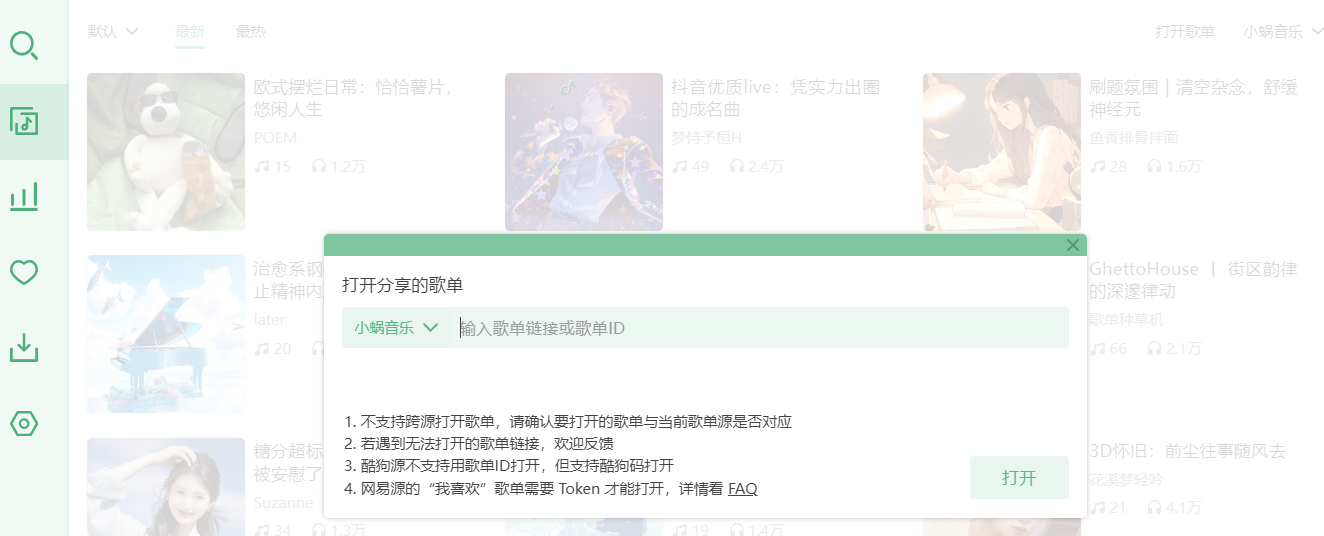 默认
最新
最热
打开歌单
小蜗音乐
欧式摆烂日常：恰恰薯片，
悠闲人生
POEM
15
1.2万
抖音优质live：凭实力出圈
的成名曲
梦恃予桓H
49
2.4万
刷题氛围 | 清空杂念，舒缓
神经元
鱼香排骨拌面
28
1.6万
治愈系钢
止精神内
later
20
GhettoHouse ｜ 街区韵律
的深邃律动
歌单种草机
66
2.1万
打开分享的歌单
小蜗音乐
输入歌单链接或歌单ID
1. 不支持跨源打开歌单，请确认要打开的歌单与当前歌单源是否对应
2. 若遇到无法打开的歌单链接，欢迎反馈
3. 酷狗源不支持用歌单ID打开，但支持酷狗码打开
4. 网易源的“我喜欢”歌单需要 Token 才能打开，详情看 FAQ
打开
糖分超标
被安慰了
Suzanne
34
1.3万
19
1.4万
3D怀旧：前尘往事随风去
花溪梦轻吟
21
4.1万